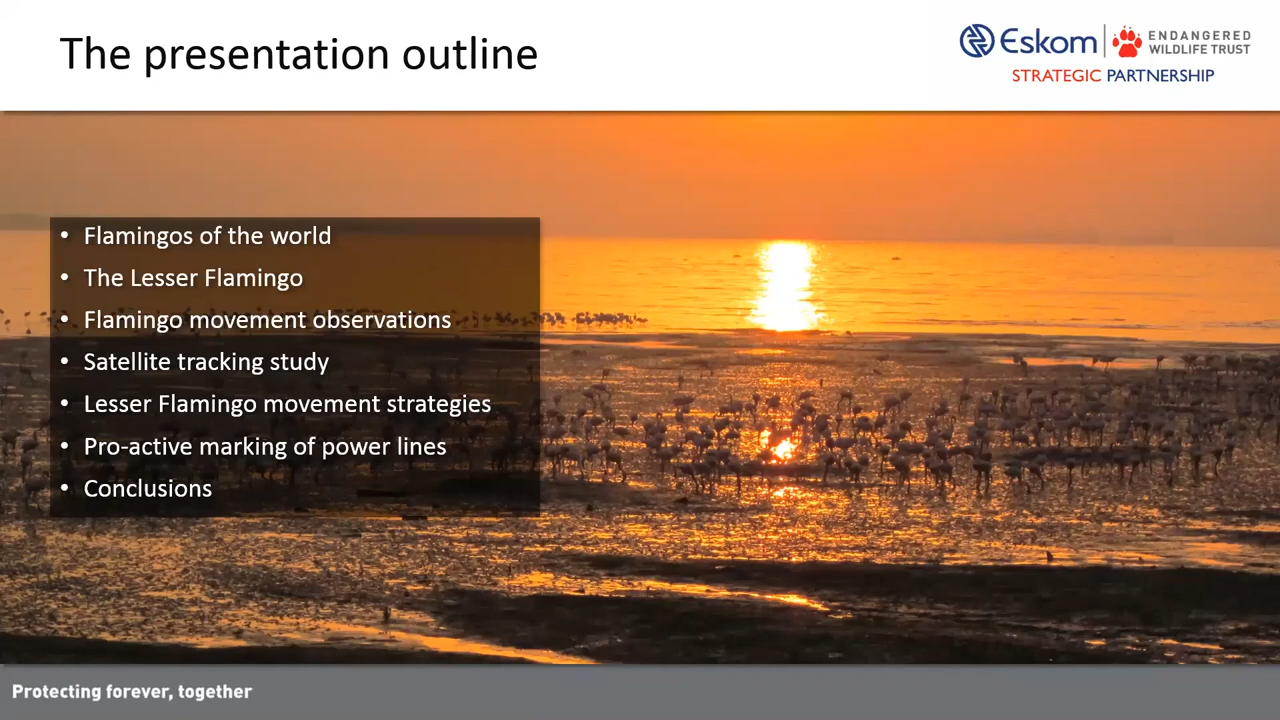 The presentation outline
Eskom
ENDANGERED
WILDLIFE TRUST
STRATEGIC PARTNERSHIP
• Flamingos of the world
• The Lesser Flamingo
• Flamingo movement observations
• Satellite tracking study
• Lesser Flamingo movement strategies
• Pro-active marking of power lines
• Conclusions
Protecting forever, together